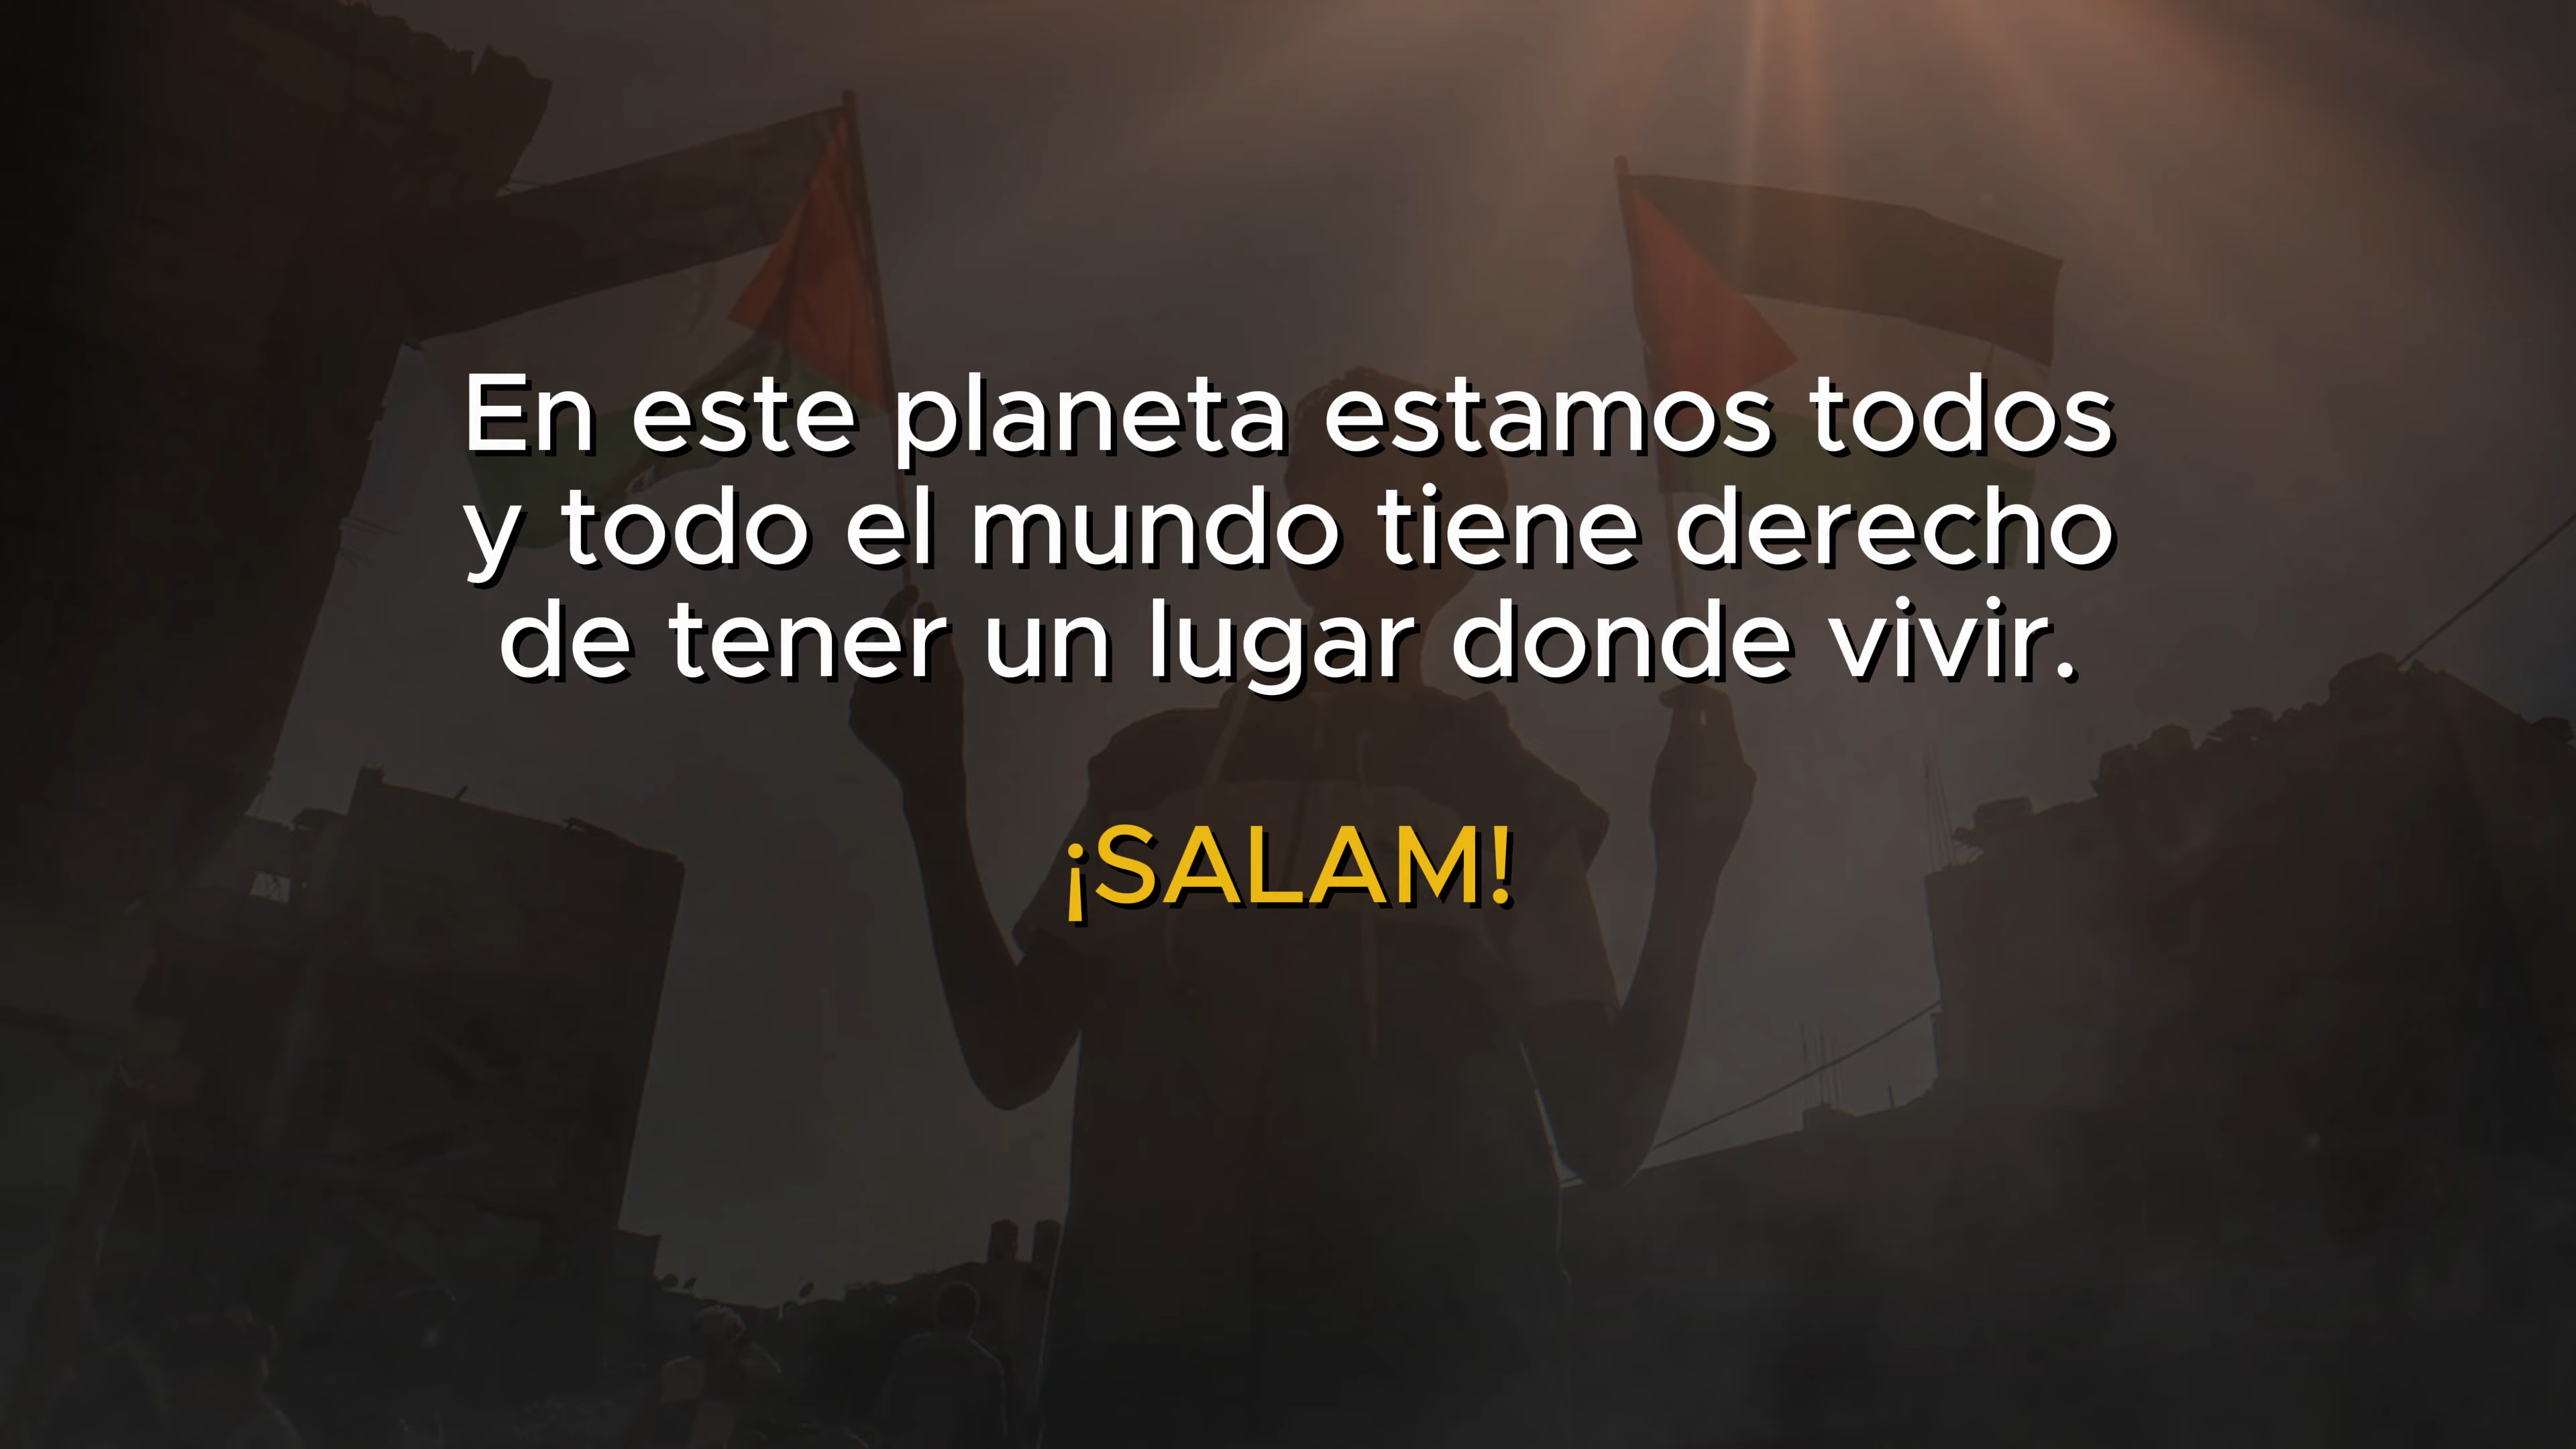 En este planeta estamos todos
y todo el mundo tiene derecho
de tener un lugar donde vivir.
¡SALAM!